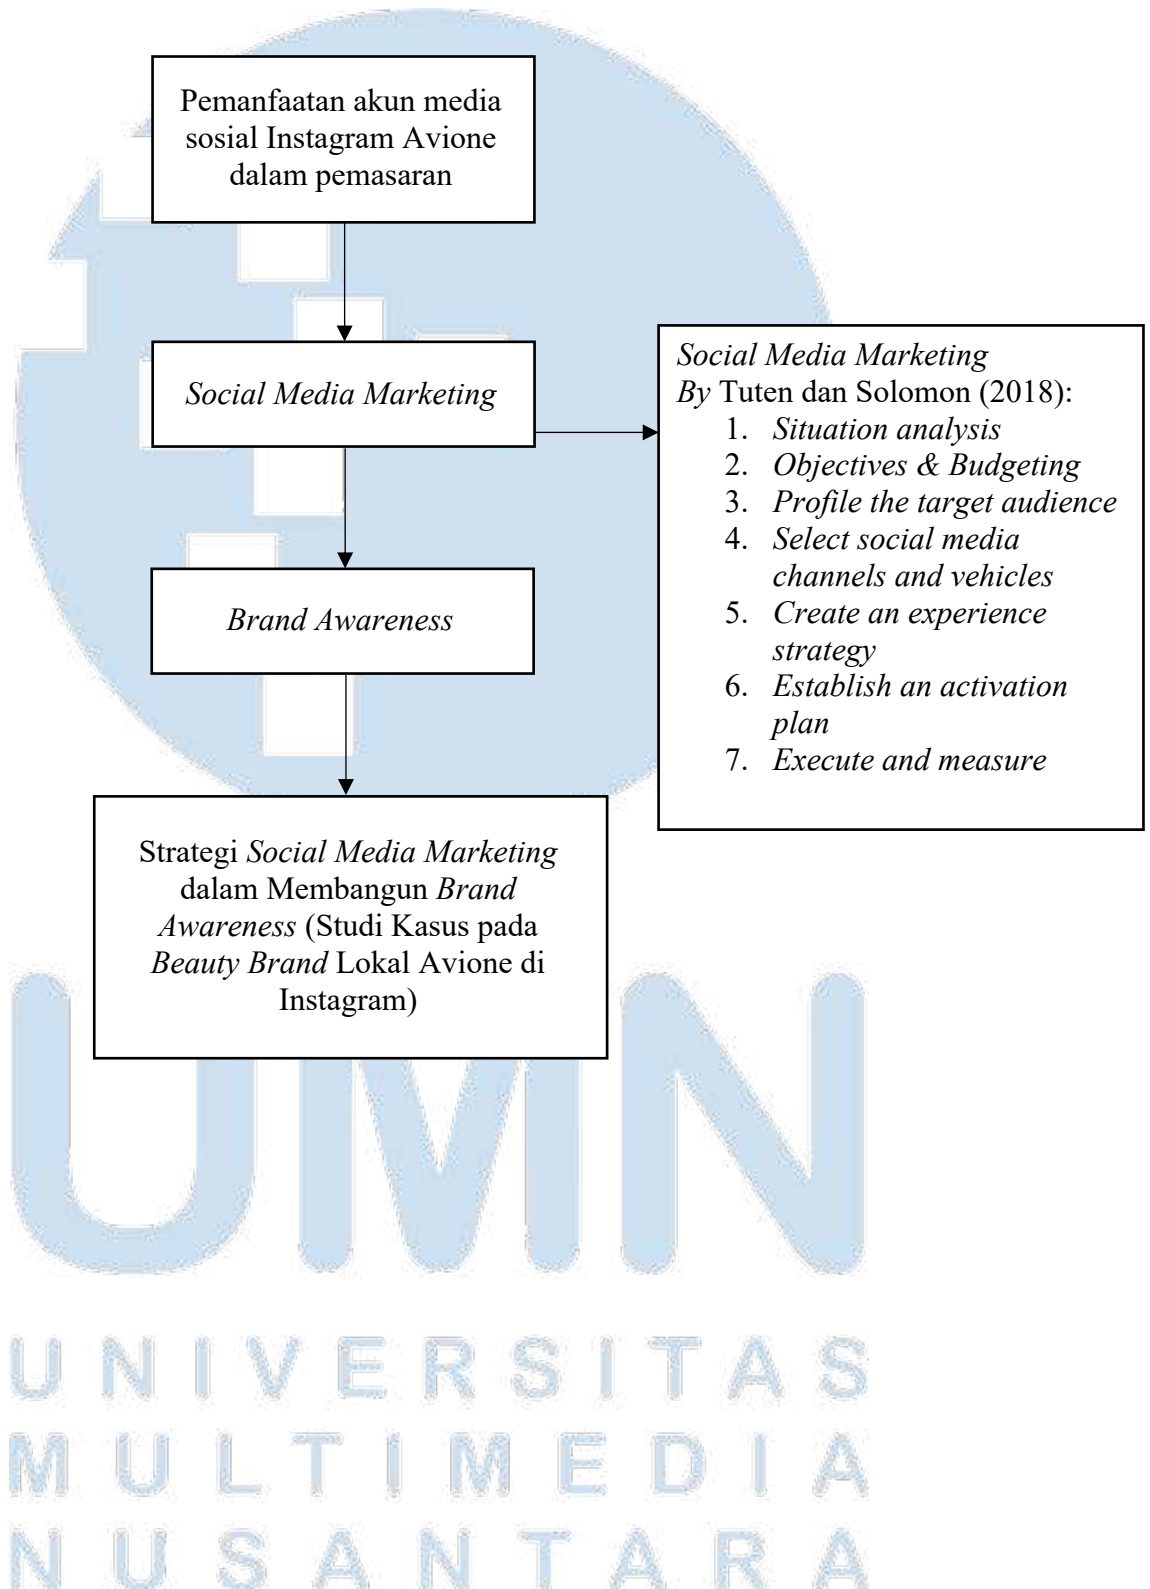 Pemanfaatan akun media
sosial Instagram Avione
dalam pemasaran
Social Media Marketing
Social Media Marketing
By Tuten dan Solomon (2018):
1. Situation analysis
2. Objectives & Budgeting
3. Profile the target audience
4. Select social media
channels and vehicles
5. Create an experience
strategy
6. Establish an activation
plan
7. Execute and measure
Brand Awareness
Strategi Social Media Marketing
dalam Membangun Brand
Awareness (Studi Kasus pada
Beauty Brand Lokal Avione di
Instagram)
UMN
UNIVERSITAS
MULTIMEDIA
NUSANTARA